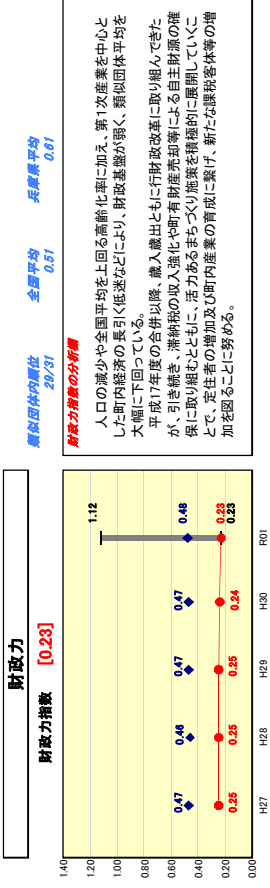 財政力
財政力指数 [0.23]
1.40
1.20
1.00
0.80
0.60
0.40
0.20
0.00
1.12
0.47
0.46
0.47
0.47
0.48
0.25
0.25
0.25
0.24
0.23
0.23
H27
H28
H29
H30
R01
類似団体内順位
29/31
全国平均
0.51
兵庫県平均
0.61
財政力指数の分析欄
人口の減少や全国平均を上回る高齢化率に加え、第1次産業を中心と
した町内経済の長引く低迷などにより、財政基盤が弱く、類似団体平均を
大幅に下回っている。
平成17年度の合併以降、歳入歳出ともに行財政改革に取り組んできた
が、引き続き、滞納税の収入強化や町有財産売却等による自主財源の確
保に取り組むとともに、活力あるまちづくり施策を積極的に展開していくこ
とで、定住者の増加及び町内産業の育成に繋げ、新たな課税客体等の増
加を図ることに努める。